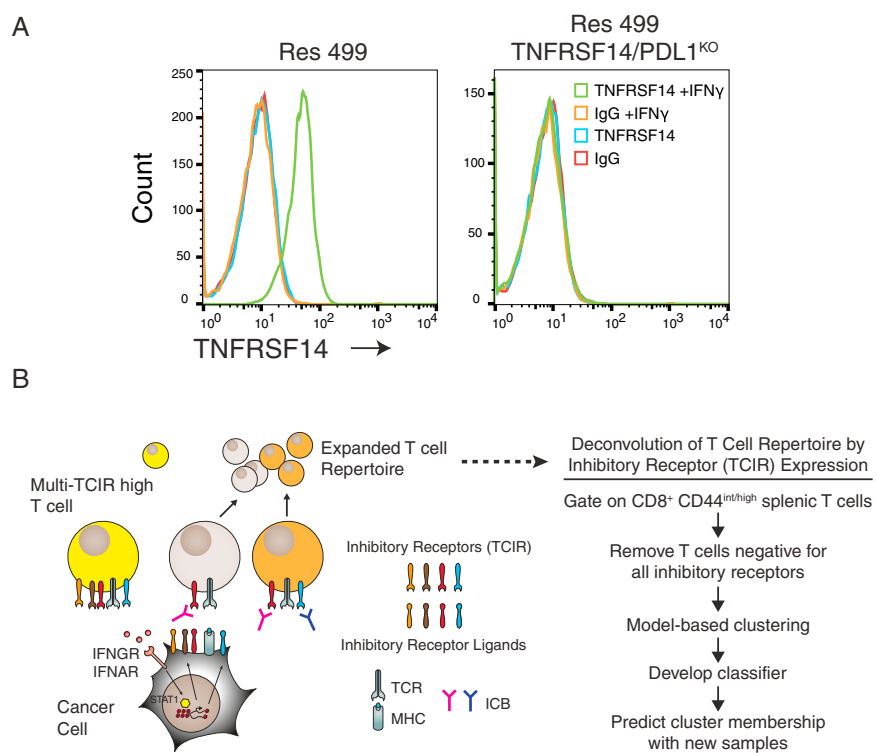 A
Res 499
Res 499
TNFRSF14/PDL1ᴷᴼ
250
200
150
100
50
0
Count
10⁰ 10¹ 10² 10³ 10⁴
TNFRSF14
150
100
50
0
10⁰ 10¹ 10² 10³ 10⁴
TNFRSF14 +IFNγ
IgG +IFNγ
TNFRSF14
IgG
B
Multi-TCIR high
T cell
Expanded T cell
Repertoire
Inhibitory Receptors (TCIR)
Inhibitory Receptor Ligands
IFNGR
IFNAR
STAT1
Cancer
Cell
TCR
MHC
ICB
Deconvolution of T Cell Repertoire by
Inhibitory Receptor (TCIR) Expression
Gate on CD8⁺ CD44ⁱⁿᵗ/ʰⁱᵍʰ splenic T cells
Remove T cells negative for
all inhibitory receptors
Model-based clustering
Develop classifier
Predict cluster membership
with new samples